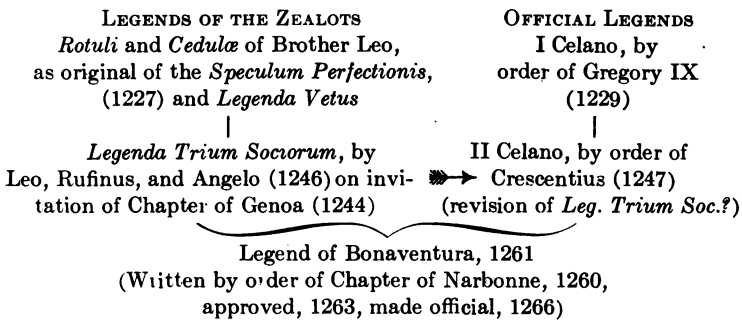 LEGENDS OF THE ZEALOTS
Rotuli and Cedulæ of Brother Leo,
as original of the Speculum Perfectionis,
(1227) and Legenda Vetus
OFFICIAL LEGENDS
I Celano, by
order of Gregory IX
(1229)
Legenda Trium Sociorum, by
Leo, Rufinus, and Angelo (1246) on invi-
tation of Chapter of Genoa (1244)
II Celano, by order of
Crescentius (1247)
(revision of Leg. Trium Soc.?)
Legend of Bonaventura, 1261
(Written by order of Chapter of Narbonne, 1260,
approved, 1263, made official, 1266)